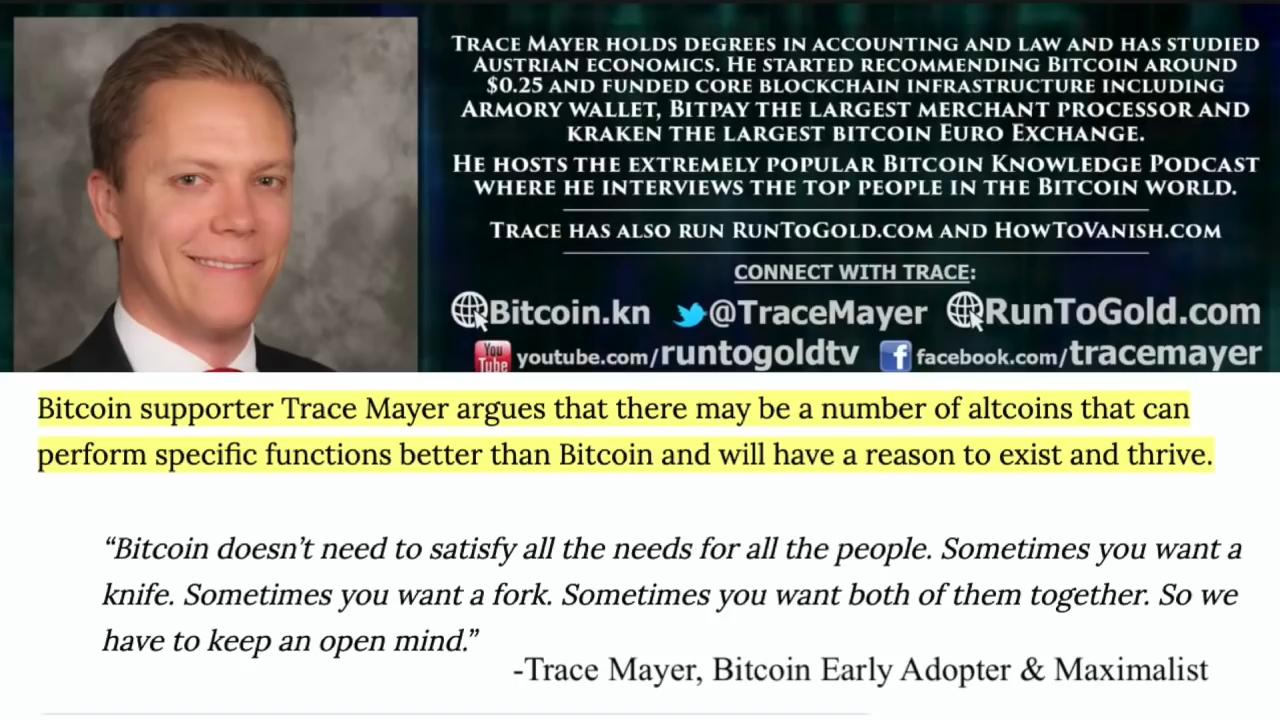 TRACE MAYER HOLDS DEGREES IN ACCOUNTING AND LAW AND HAS STUDIED
AUSTRIAN ECONOMICS. HE STARTED RECOMMENDING BITCOIN AROUND
$0.25 AND FUNDED CORE BLOCKCHAIN INFRASTRUCTURE INCLUDING
ARMORY WALLET, BITPAY THE LARGEST MERCHANT PROCESSOR AND
KRAKEN THE LARGEST BITCOIN EURO EXCHANGE.
HE HOSTS THE EXTREMELY POPULAR BITCOIN KNOWLEDGE PODCAST
WHERE HE INTERVIEWS THE TOP PEOPLE IN THE BITCOIN WORLD.
TRACE HAS ALSO RUN RUNTOGOLD.COM AND HOWTOVANISH.COM
CONNECT WITH TRACE:
Bitcoin.kn @TraceMayer RunToGold.com
You Tube youtube.com/runtogoldtv f facebook.com/tracemayer
Bitcoin supporter Trace Mayer argues that there may be a number of altcoins that can
perform specific functions better than Bitcoin and will have a reason to exist and thrive.
“Bitcoin doesn’t need to satisfy all the needs for all the people. Sometimes you want a
knife. Sometimes you want a fork. Sometimes you want both of them together. So we
have to keep an open mind.”
-Trace Mayer, Bitcoin Early Adopter & Maximalist